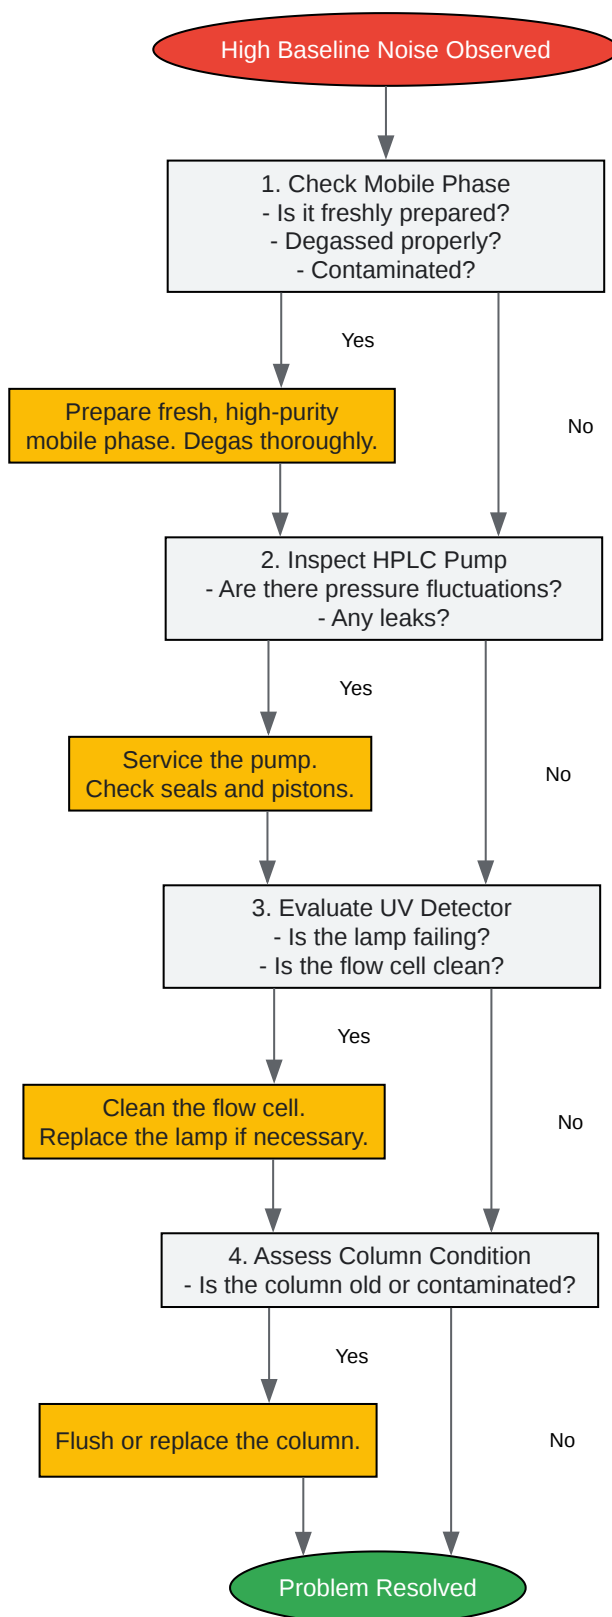 High Baseline Noise Observed
1. Check Mobile Phase
- Is it freshly prepared?
- Degassed properly?
- Contaminated?
Yes
Prepare fresh, high-purity
mobile phase. Degas thoroughly.
No
2. Inspect HPLC Pump
- Are there pressure fluctuations?
- Any leaks?
Yes
Service the pump.
Check seals and pistons.
No
3. Evaluate UV Detector
- Is the lamp failing?
- Is the flow cell clean?
Yes
Clean the flow cell.
Replace the lamp if necessary.
No
4. Assess Column Condition
- Is the column old or contaminated?
Yes
Flush or replace the column.
No
Problem Resolved